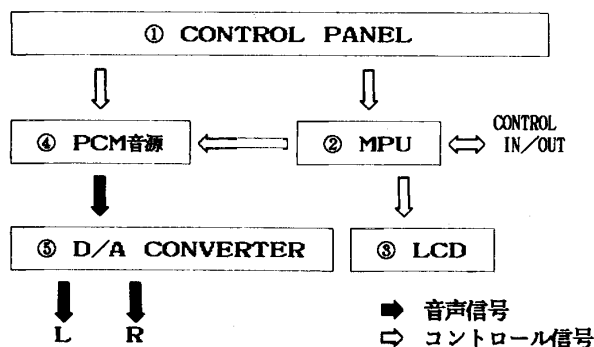 ① CONTROL PANEL
④ PCM音源
② MPU
CONTROL
IN/OUT
⑤ D/A CONVERTER
③ LCD
L R
音声信号
コントロール信号